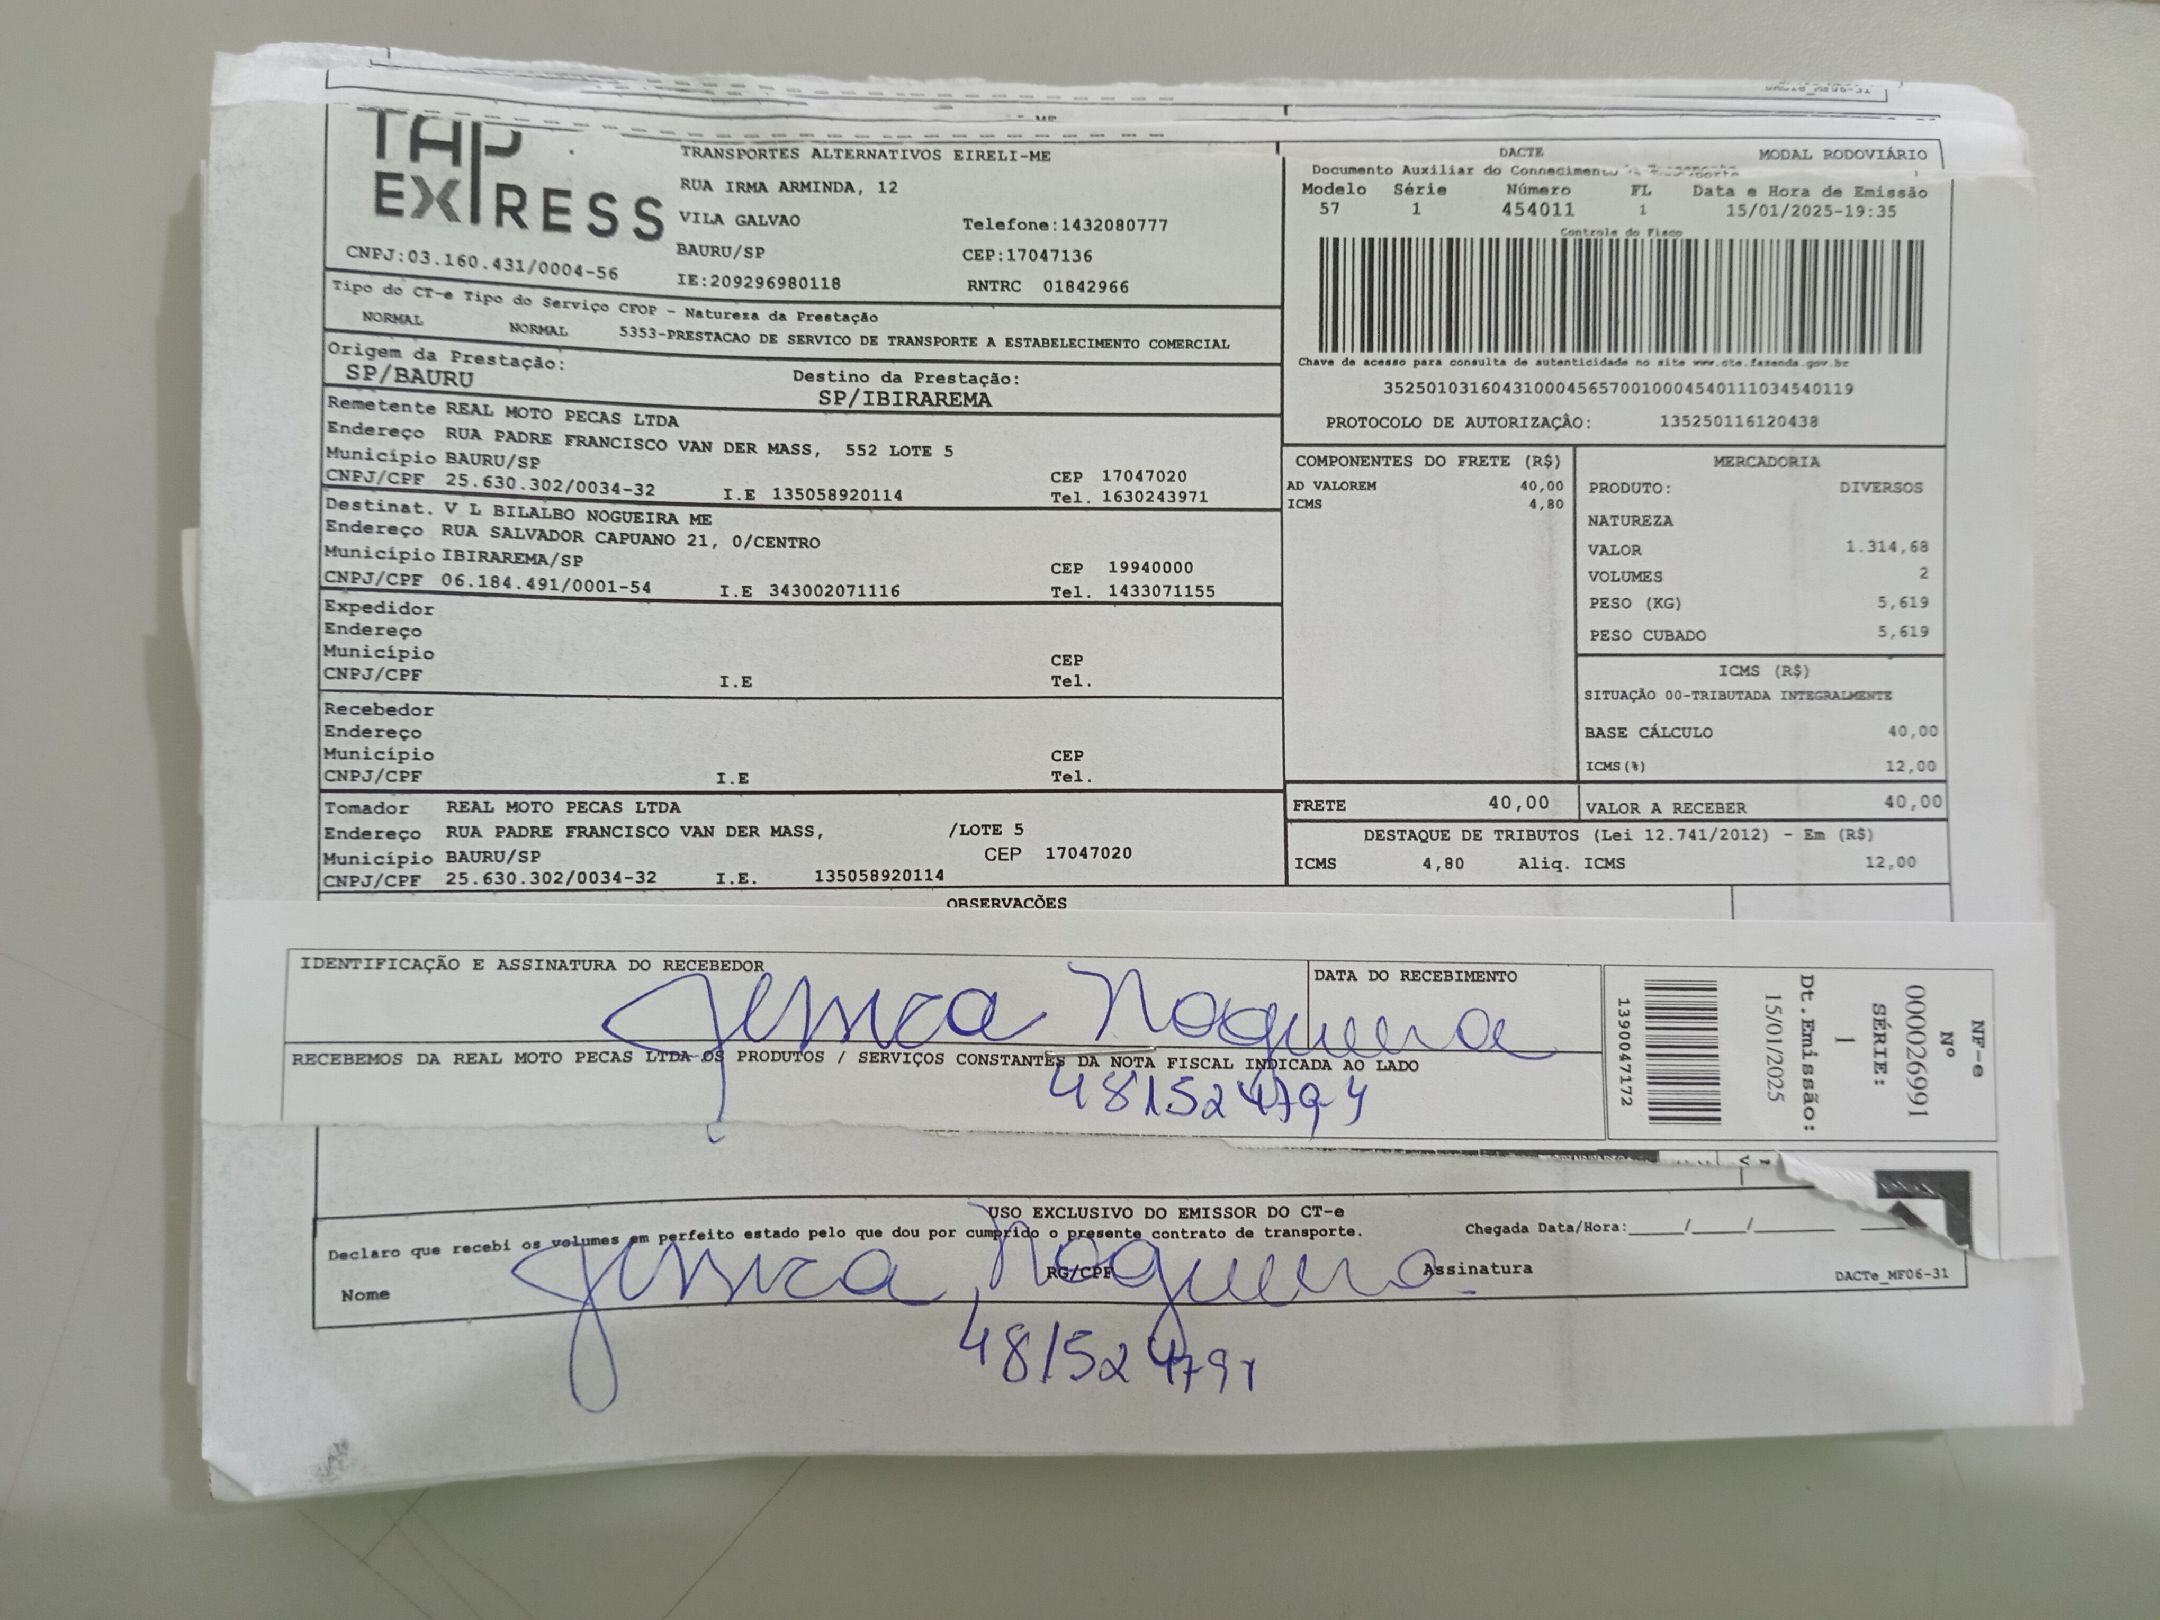 TAP
EXPRESS
CNPJ:03.160.431/0004-56
TRANSPORTES ALTERNATIVOS EIRELI-ME
RUA IRMA ARMINDA, 12
VILA GALVAO
BAURU/SP
IE:209296980118
Telefone:1432080777
CEP:17047136
RNTRC 01842966
DACTE MODAL RODOVIÁRIO
Documento Auxiliar do Conhecimento de Transporte
Modelo Série Número FL Data e Hora de Emissão
57 1 454011 1 15/01/2025-19:35
Controle do Fisco
Chave de acesso para consulta de autenticidade no site www.cte.fazenda.gov.br
35250103160431000456570010004540111034540119
PROTOCOLO DE AUTORIZAÇÂO: 135250116120438
Tipo do CT-e Tipo do Serviço CFOP - Natureza da Prestação
NORMAL NORMAL 5353-PRESTACAO DE SERVICO DE TRANSPORTE A ESTABELECIMENTO COMERCIAL
Origem da Prestação: Destino da Prestação:
SP/BAURU SP/IBIRAREMA
Remetente REAL MOTO PECAS LTDA
Endereço RUA PADRE FRANCISCO VAN DER MASS, 552 LOTE 5
Município BAURU/SP CEP 17047020
CNPJ/CPF 25.630.302/0034-32 I.E 135058920114 Tel. 1630243971
Destinat. V L BILALBO NOGUEIRA ME
Endereço RUA SALVADOR CAPUANO 21, 0/CENTRO
Município IBIRAREMA/SP CEP 19940000
CNPJ/CPF 06.184.491/0001-54 I.E 343002071116 Tel. 1433071155
Expedidor
Endereço
Município CEP
CNPJ/CPF I.E Tel.
Recebedor
Endereço
Município CEP
CNPJ/CPF I.E Tel.
Tomador REAL MOTO PECAS LTDA
Endereço RUA PADRE FRANCISCO VAN DER MASS, /LOTE 5
Município BAURU/SP CEP 17047020
CNPJ/CPF 25.630.302/0034-32 I.E. 135058920114
COMPONENTES DO FRETE (R$)
AD VALOREM 40,00
ICMS 4,80
MERCADORIA
PRODUTO: DIVERSOS
NATUREZA
VALOR 1.314,68
VOLUMES 2
PESO (KG) 5,619
PESO CUBADO 5,619
ICMS (R$)
SITUAÇÃO 00-TRIBUTADA INTEGRALMENTE
BASE CÁLCULO 40,00
ICMS(%) 12,00
FRETE 40,00 VALOR A RECEBER 40,00
DESTAQUE DE TRIBUTOS (Lei 12.741/2012) - Em (R$)
ICMS 4,80 Aliq. ICMS 12,00
OBSERVACÕES
IDENTIFICAÇÃO E ASSINATURA DO RECEBEDOR DATA DO RECEBIMENTO
Jessica Nogueira
RECEBEMOS DA REAL MOTO PECAS LTDA OS PRODUTOS / SERVIÇOS CONSTANTES DA NOTA FISCAL INDICADA AO LADO
481524794
1390047172
NF-e
Nº
000026991
SÉRIE:
1
Dt.Emissão:
15/01/2025
USO EXCLUSIVO DO EMISSOR DO CT-e
Declaro que recebi os volumes em perfeito estado pelo que dou por cumprido o presente contrato de transporte. Chegada Data/Hora:____/____/______
Jessica Nogueira
Nome RG/CPF Assinatura DACTe_MF06-31